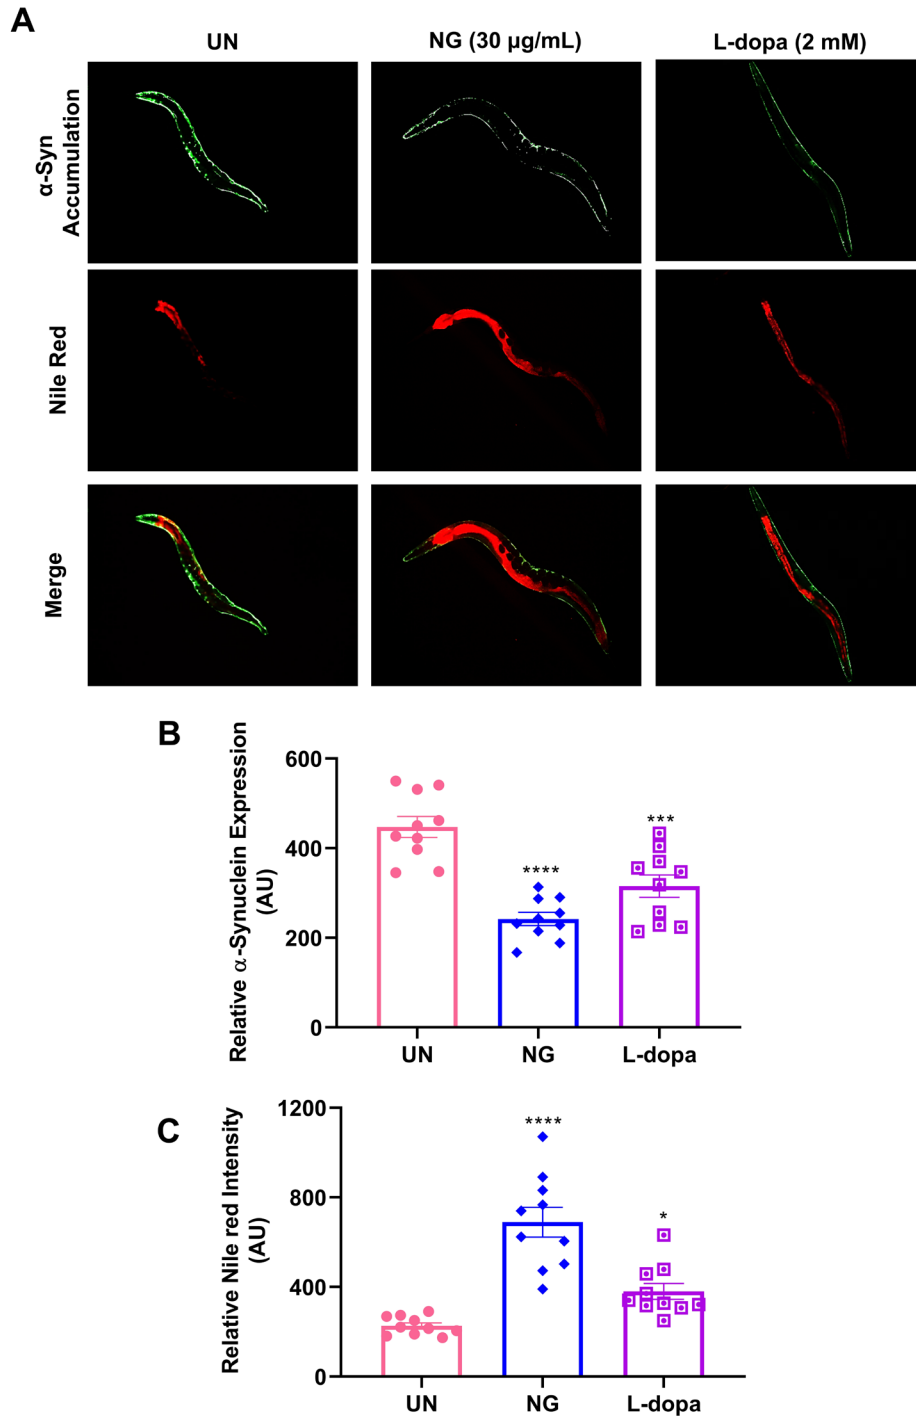 A
UN
NG (30 µg/mL)
L-dopa (2 mM)
α-Syn
Accumulation
Nile Red
Merge
B
Relative α-Synuclein Expression
(AU)
600
400
200
0
****
***
UN
NG
L-dopa
C
Relative Nile red Intensity
(AU)
1200
800
400
0
****
*
UN
NG
L-dopa